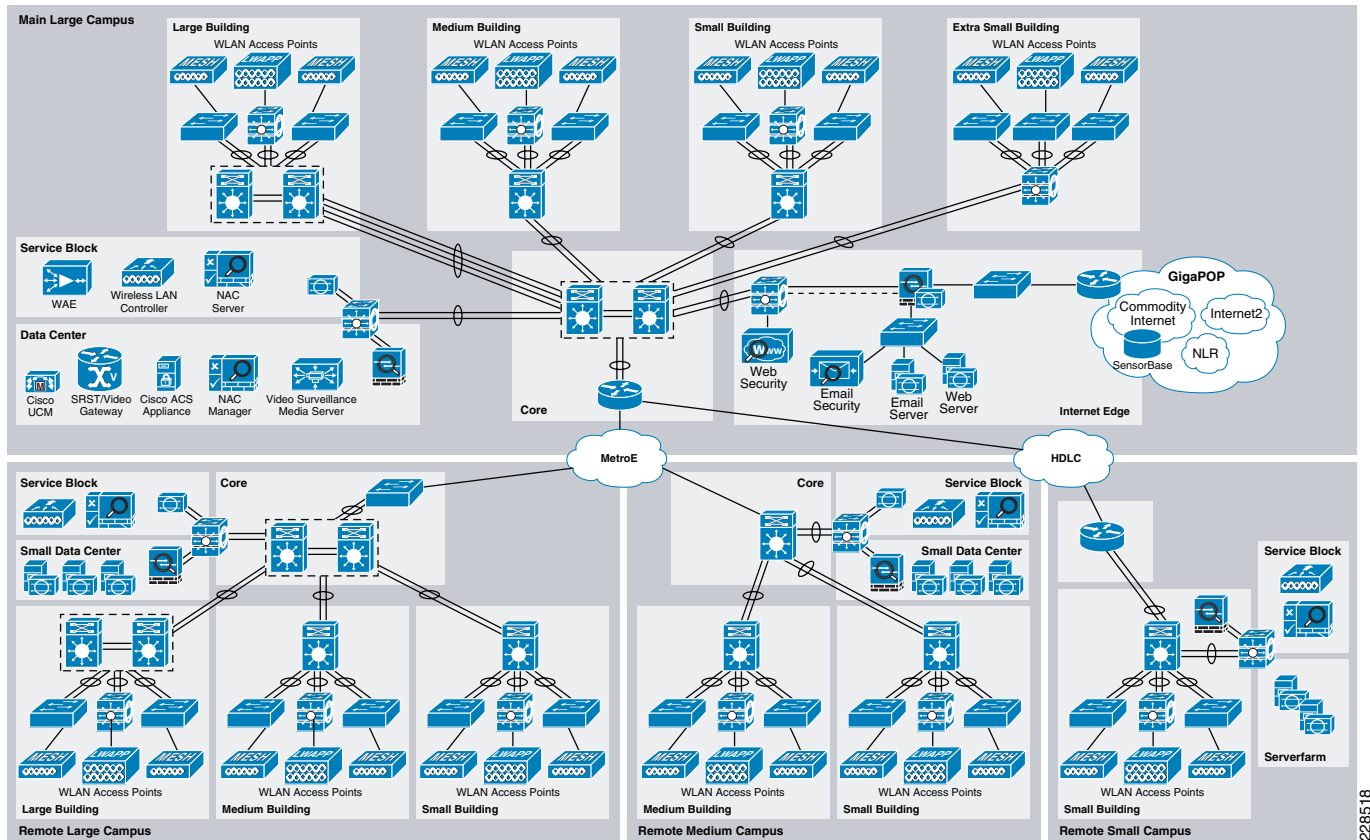 Main Large Campus
Large Building
WLAN Access Points
MESH
LWAPP
MESH
Medium Building
WLAN Access Points
MESH
LWAPP
MESH
Small Building
WLAN Access Points
MESH
LWAPP
MESH
Extra Small Building
WLAN Access Points
MESH
LWAPP
MESH
Service Block
WAE
Wireless LAN
Controller
NAC
Server
Data Center
M
Cisco
UCM
V
SRST/Video
Gateway
Cisco ACS
Appliance
NAC
Manager
Video Surveillance
Media Server
Core
Www
Web
Security
Email
Security
Email
Server
Web
Server
Internet Edge
GigaPOP
Commodity
Internet
Internet2
SensorBase
NLR
MetroE
HDLC
Service Block
Core
Small Data Center
MESH
LWAPP
MESH
WLAN Access Points
Large Building
MESH
LWAPP
MESH
WLAN Access Points
Medium Building
MESH
LWAPP
MESH
WLAN Access Points
Small Building
Remote Large Campus
Core
Service Block
Small Data Center
MESH
LWAPP
MESH
WLAN Access Points
Medium Building
MESH
LWAPP
MESH
WLAN Access Points
Small Building
Remote Medium Campus
Service Block
Serverfarm
MESH
LWAPP
MESH
WLAN Access Points
Small Building
Remote Small Campus
228518